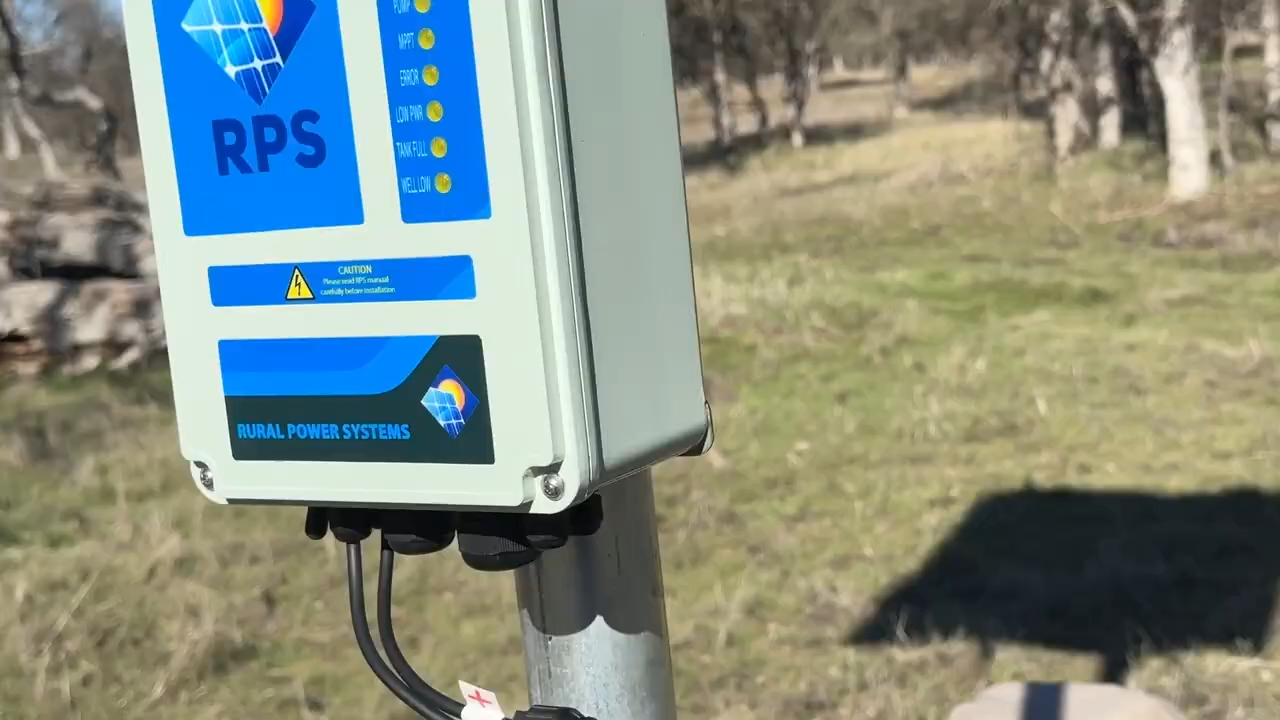 RPS
PUMP
MPPT
ERROR
LOW PWR
TANK FULL
WELL LOW
CAUTION
Please read RPS manual
carefully before installation
RURAL POWER SYSTEMS
+